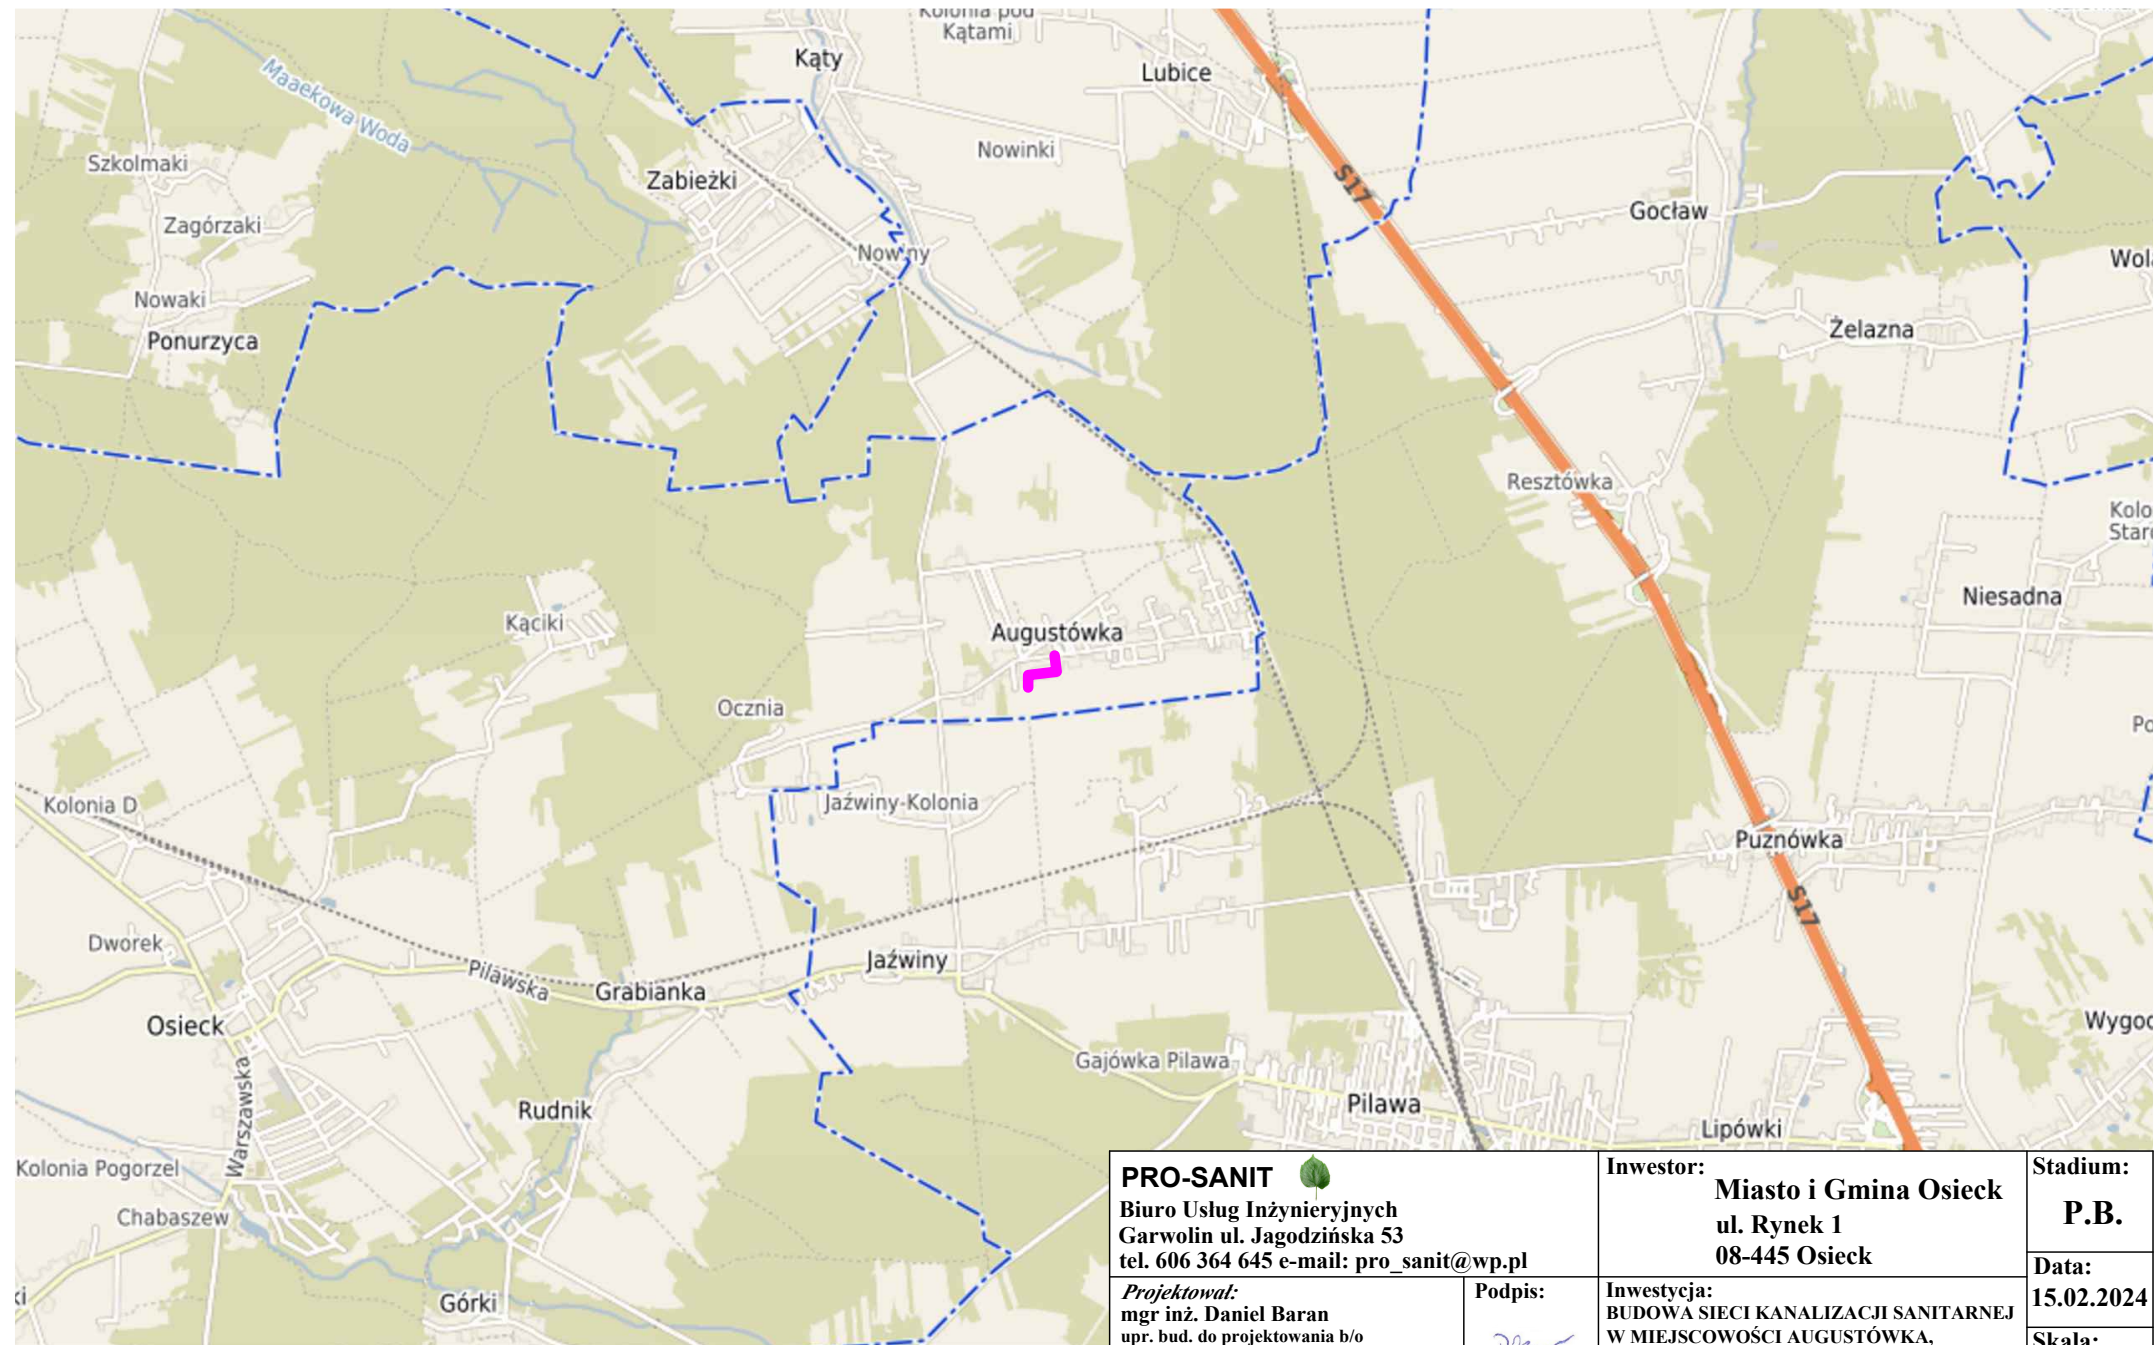 Kolonia pod
Kątami
Kąty
Lubice
Maaekowa Woda
Szkolmaki
Nowinki
Zabieżki
S17
Zagórzaki
Gocław
Nowiny
Wola
Nowaki
Ponurzyca
Żelazna
Resztówka
Kolo
Star
Niesadna
Kąciki
Augustówka
Ocznia
Po
Kolonia D
Jaźwiny-Kolonia
Puznówka
S17
Dworek
Jaźwiny
Pilawska
Grabianka
Osieck
Wygod
Gajówka Pilawa
Warszawska
Rudnik
Pilawa
Lipówki
Kolonia Pogorzel
Chabaszew
ki
Górki
PRO-SANIT
Biuro Usług Inżynieryjnych
Garwolin ul. Jagodzińska 53
tel. 606 364 645 e-mail: pro_sanit@wp.pl
Inwestor:
Miasto i Gmina Osieck
ul. Rynek 1
08-445 Osieck
Stadium:
P.B.
Data:
15.02.2024
Projektował:
mgr inż. Daniel Baran
upr. bud. do projektowania b/o
Podpis:
Inwestycja:
BUDOWA SIECI KANALIZACJI SANITARNEJ
W MIEJSCOWOŚCI AUGUSTÓWKA,
Skala: